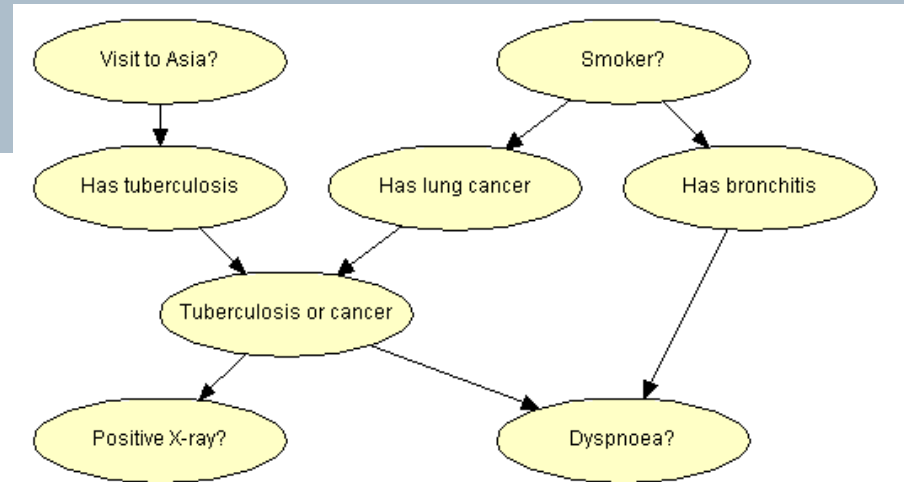 Visit to Asia?
Smoker?
Has tuberculosis
Has lung cancer
Has bronchitis
Tuberculosis or cancer
Positive X-ray?
Dyspnoea?